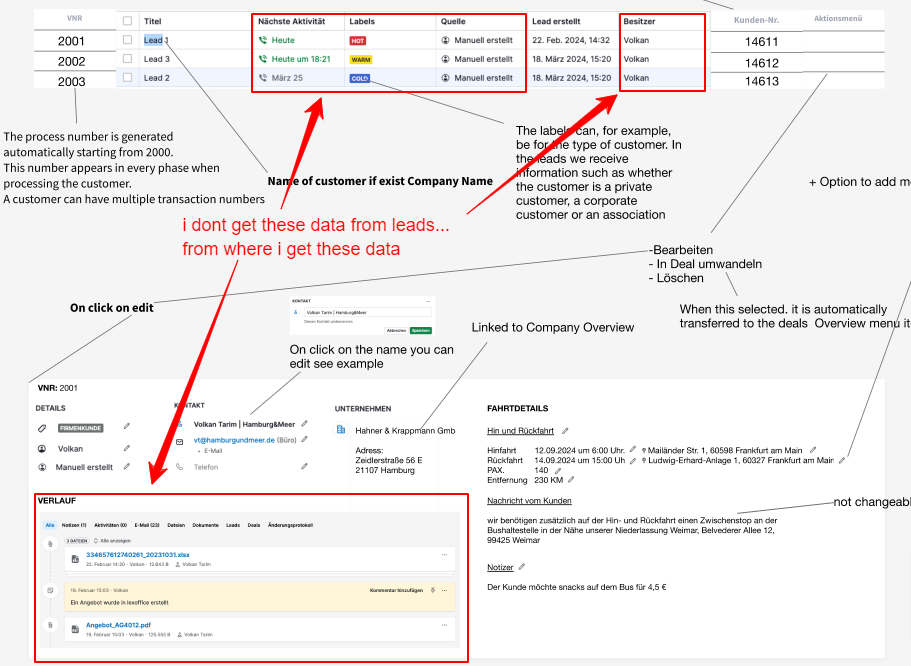 VNR
Titel
Nächste Aktivität
Labels
Quelle
Lead erstellt
Besitzer
Kunden-Nr.
Aktionsmenü
2001
Lead 1
Heute
HOT
Manuell erstellt
22. Feb. 2024, 14:32
Volkan
14611
2002
Lead 3
Heute um 18:21
WARM
Manuell erstellt
18. März 2024, 15:20
Volkan
14612
2003
Lead 2
März 25
COLD
Manuell erstellt
18. März 2024, 15:20
Volkan
14613
The process number is generated
automatically starting from 2000.
This number appears in every phase when
processing the customer.
A customer can have multiple transaction numbers
Name of customer if exist Company Name
The labels can, for example,
be for the type of customer. In
the leads we receive
information such as whether
the customer is a private
customer, a corporate
customer or an association
+ Option to add m
i dont get these data from leads...
from where i get these data
-Bearbeiten
- In Deal umwandeln
- Löschen
When this selected. it is automatically
transferred to the deals Overview menu it
On click on edit
KONTAKT
Volkan Tarim | Hamburg&Meer
Diesen Kontakt umbenennen
Abbrechen
Speichern
On click on the name you can
edit see example
Linked to Company Overview
VNR: 2001
DETAILS
FIRMENKUNDE
Volkan
Manuell erstellt
KONTAKT
Volkan Tarim | Hamburg&Meer
vt@hamburgundmeer.de (Büro)
• E-Mail
Telefon
UNTERNEHMEN
Hahner & Krappmann Gmb
Adresse:
Zeidlerstraße 56 E
21107 Hamburg
FAHRTDETAILS
Hin und Rückfahrt
Hinfahrt 12.09.2024 um 6:00 Uhr. Mailänder Str. 1, 60598 Frankfurt am Main
Rückfahrt 14.09.2024 um 15:00 Uh Ludwig-Erhard-Anlage 1, 60327 Frankfurt am Main
PAX. 140
Entfernung 230 KM
Nachricht vom Kunden
not changeabl
wir benötigen zusätzlich auf der Hin- und Rückfahrt einen Zwischenstop an der
Bushaltestelle in der Nähe unserer Niederlassung Weimar, Belvederer Allee 12,
99425 Weimar
Notizer
Der Kunde möchte snacks auf dem Bus für 4,5 €
VERLAUF
Alle
Notizen (1)
Aktivitäten (0)
E-Mail (23)
Dateien
Dokumente
Leads
Deals
Änderungsprotokoll
3 DATEIEN
Alle anzeigen
334657612740261_20231031.xlsx
22. Februar 14:20 · Volkan · 12.643 B Volkan Tarim
19. Februar 15:03 · Volkan
Kommentar hinzufügen
Ein Angebot wurde in lexoffice erstellt
Angebot_AG4012.pdf
19. Februar 15:03 · Volkan · 125.555 B Volkan Tarim